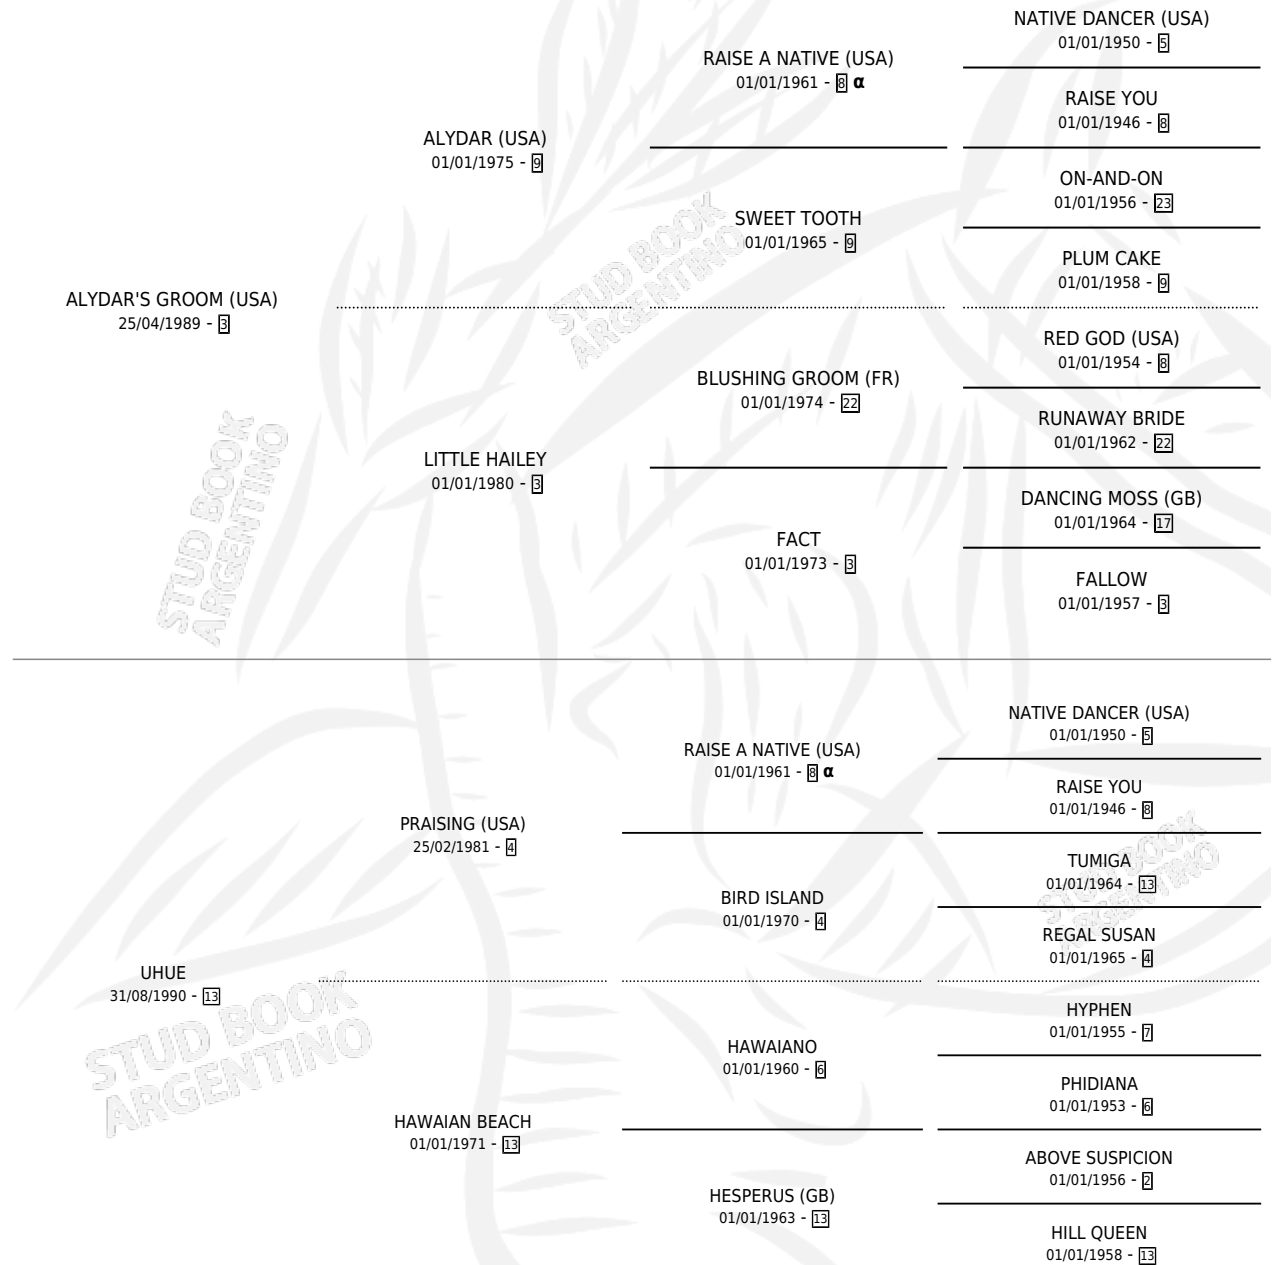 NATIVE DANCER (USA)
01/01/1950 - 5
RAISE A NATIVE (USA)
01/01/1961 - 8 α
RAISE YOU
01/01/1946 - 8
ALYDAR (USA)
01/01/1975 - 9
ON-AND-ON
01/01/1956 - 23
SWEET TOOTH
01/01/1965 - 9
PLUM CAKE
01/01/1958 - 9
ALYDAR'S GROOM (USA)
25/04/1989 - 3
RED GOD (USA)
01/01/1954 - 8
BLUSHING GROOM (FR)
01/01/1974 - 22
RUNAWAY BRIDE
01/01/1962 - 22
LITTLE HAILEY
01/01/1980 - 3
DANCING MOSS (GB)
01/01/1964 - 17
FACT
01/01/1973 - 3
FALLOW
01/01/1957 - 3
STUD BOOK
ARGENTINO
STUD BOOK
ARGENTINO
NATIVE DANCER (USA)
01/01/1950 - 5
RAISE A NATIVE (USA)
01/01/1961 - 8 α
RAISE YOU
01/01/1946 - 8
PRAISING (USA)
25/02/1981 - 4
TUMIGA
01/01/1964 - 13
BIRD ISLAND
01/01/1970 - 4
REGAL SUSAN
01/01/1965 - 4
UHUE
31/08/1990 - 13
HYPHEN
01/01/1955 - 7
HAWAIANO
01/01/1960 - 6
PHIDIANA
01/01/1953 - 6
HAWAIAN BEACH
01/01/1971 - 13
ABOVE SUSPICION
01/01/1956 - 2
HESPERUS (GB)
01/01/1963 - 13
HILL QUEEN
01/01/1958 - 13
STUD BOOK
ARGENTINO
STUD BOOK
ARGENTINO